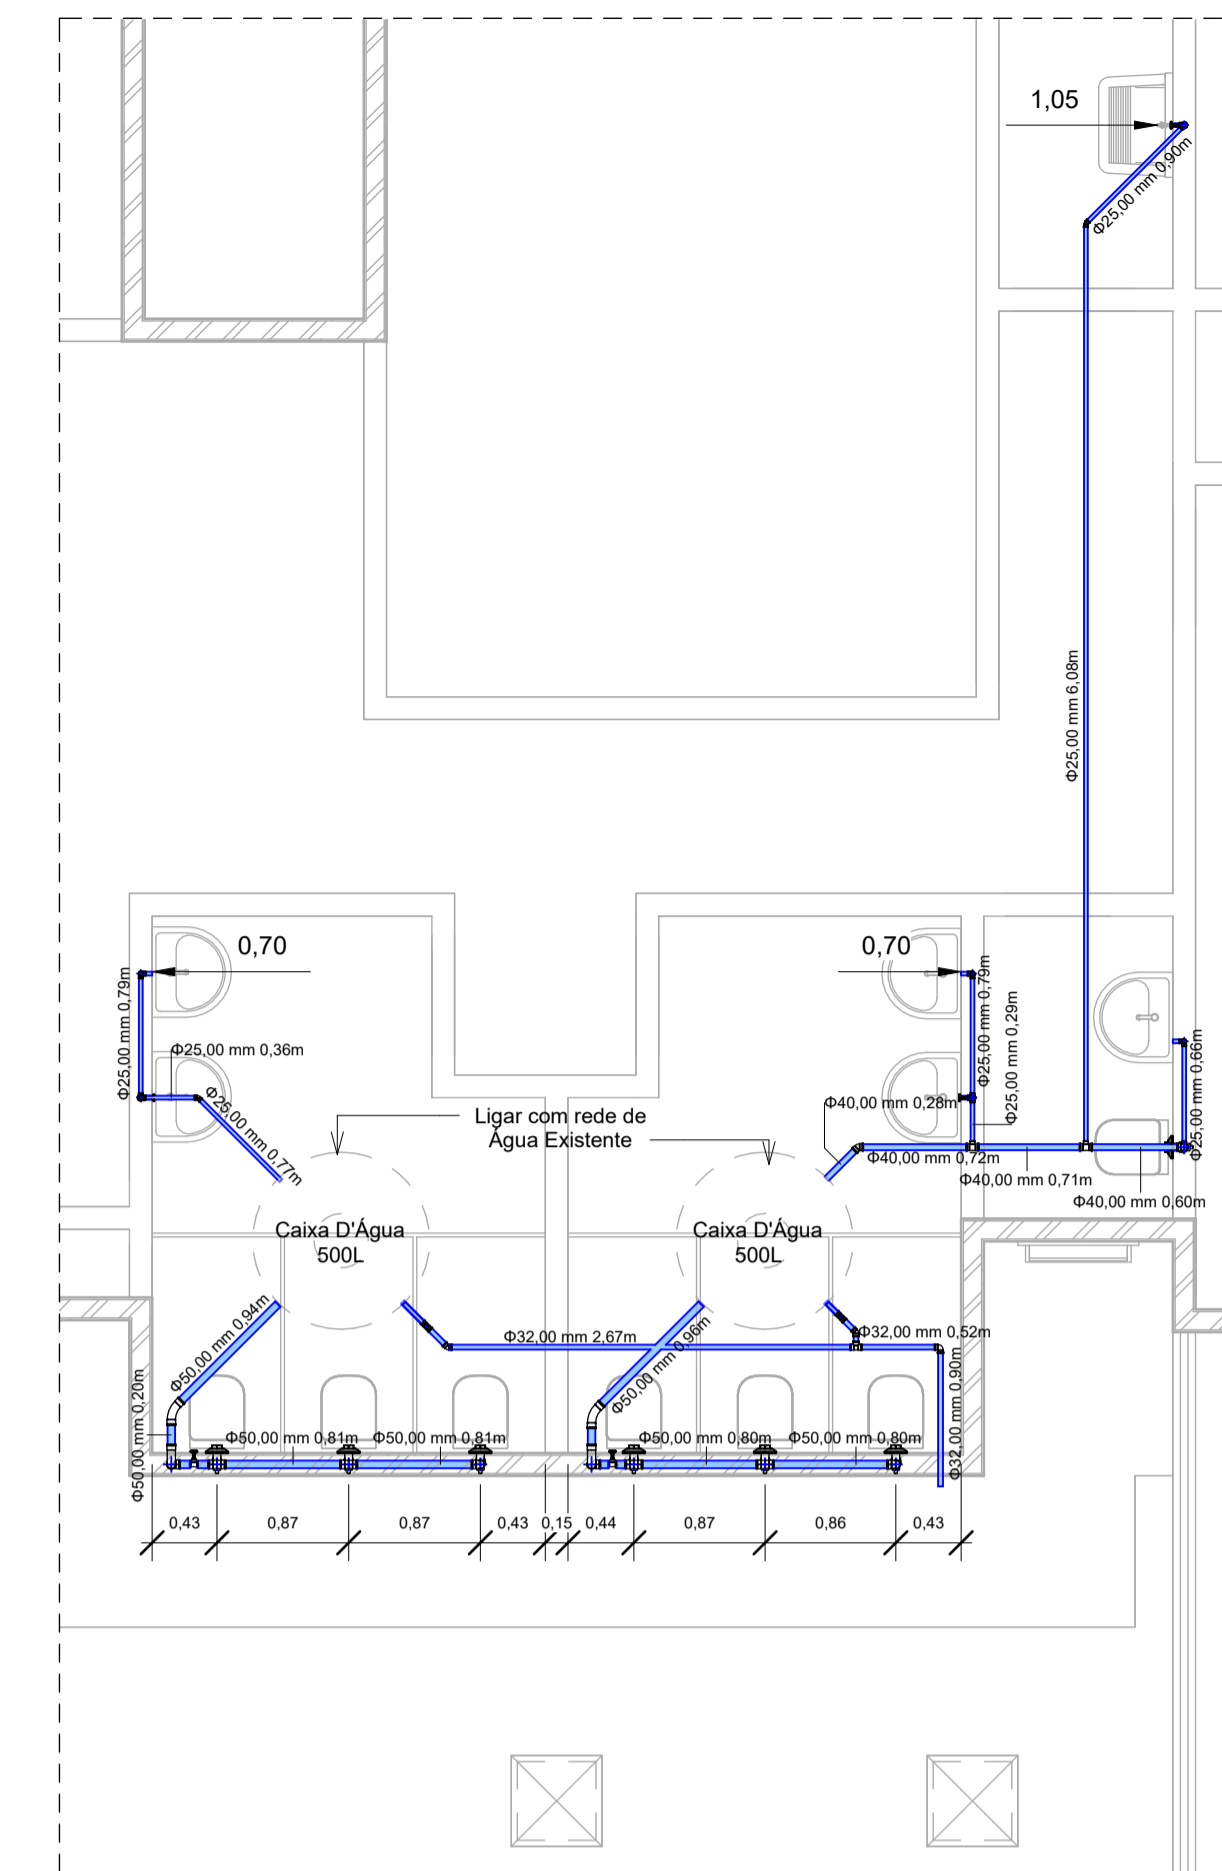 1,05
Φ25,00 mm 0,90m
Φ25,00 mm 6,08m
0,70
0,70
Φ25,00 mm 0,79m
Φ25,00 mm 0,36m
Φ25,00 mm 0,77m
Φ25,00 mm 0,79m
Φ25,00 mm 0,29m
Φ25,00 mm 0,66m
Ligar com rede de
Água Existente
Φ40,00 mm 0,28m
Φ40,00 mm 0,72m
Φ40,00 mm 0,71m
Φ40,00 mm 0,60m
Caixa D'Água
500L
Caixa D'Água
500L
Φ50,00 mm 0,94m
Φ50,00 mm 0,20m
Φ32,00 mm 2,67m
Φ50,00 mm 0,96m
Φ32,00 mm 0,52m
Φ32,00 mm 0,90m
Φ50,00 mm 0,81m
Φ50,00 mm 0,81m
Φ50,00 mm 0,80m
Φ50,00 mm 0,80m
0,43 0,87 0,87 0,43 0,15 0,44 0,87 0,86 0,43